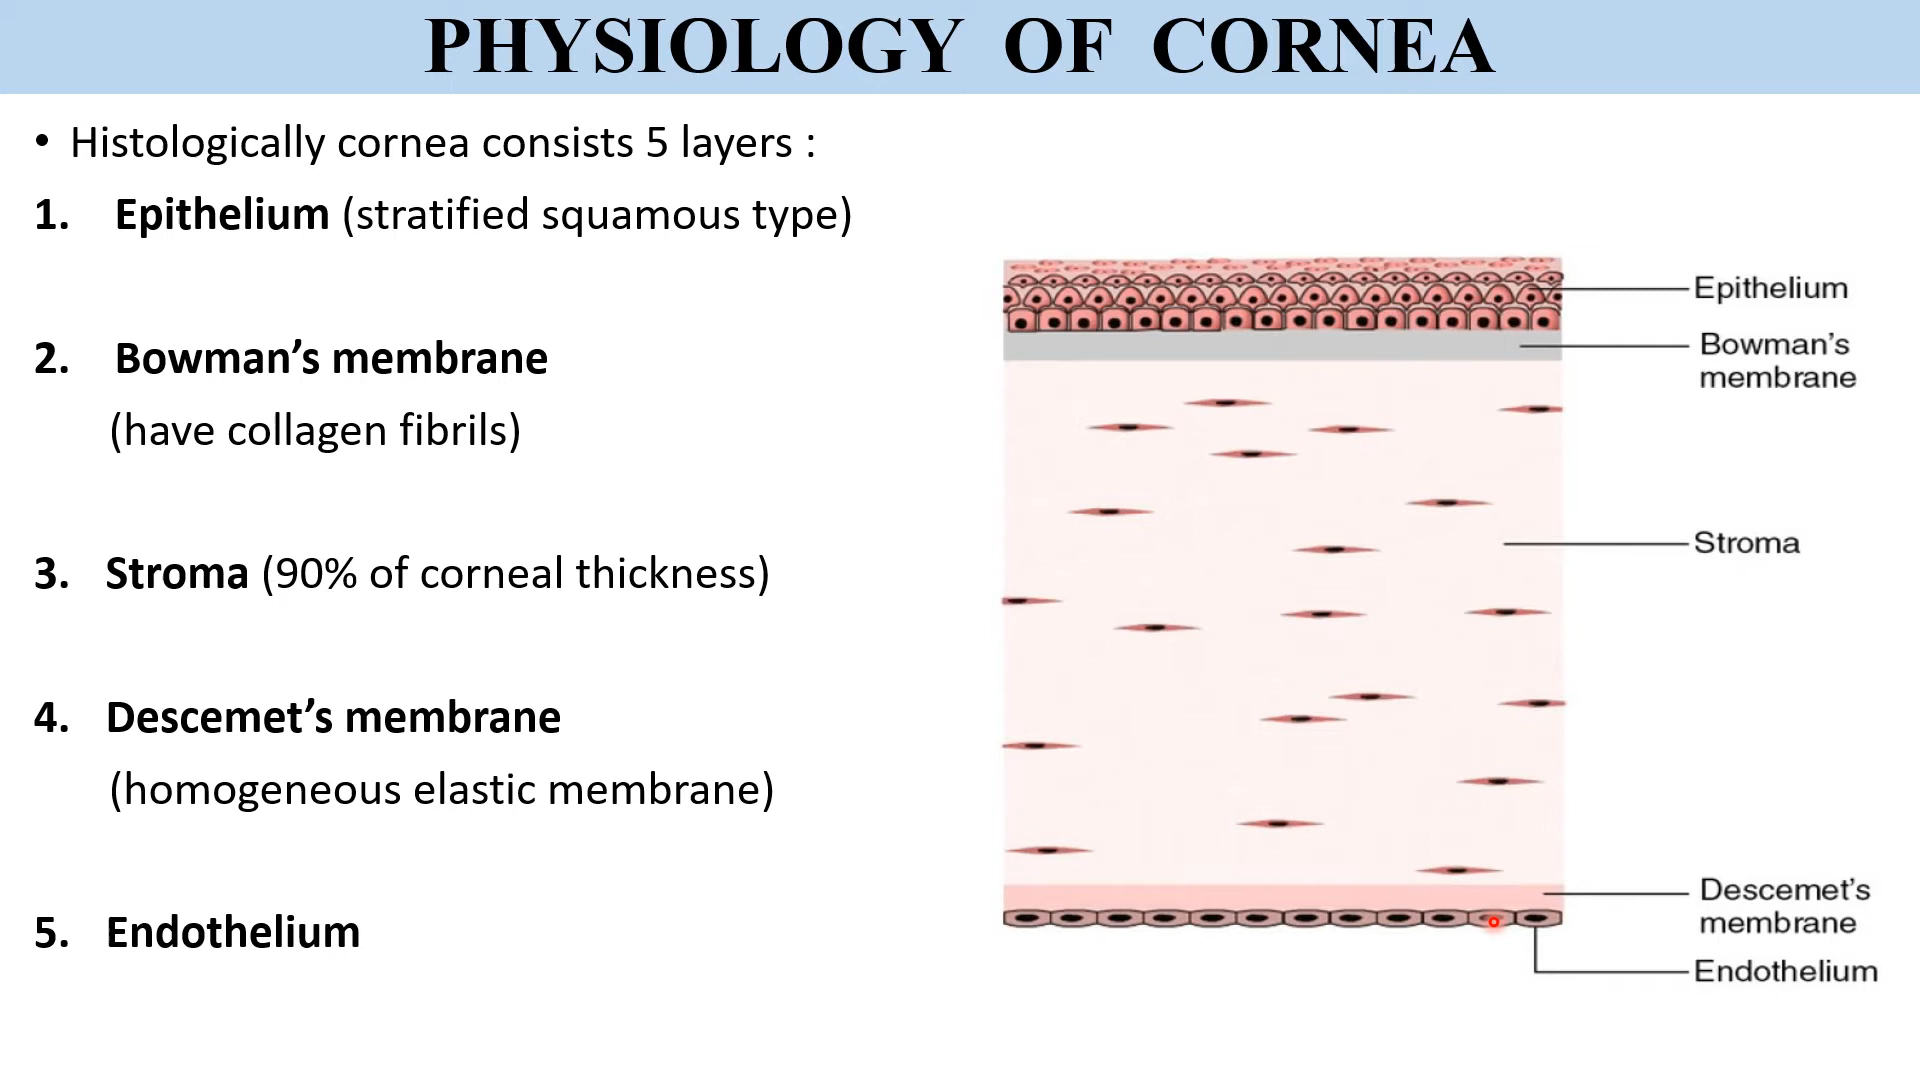 PHYSIOLOGY OF CORNEA
• Histologically cornea consists 5 layers :
1. Epithelium (stratified squamous type)
2. Bowman’s membrane
(have collagen fibrils)
3. Stroma (90% of corneal thickness)
4. Descemet’s membrane
(homogeneous elastic membrane)
5. Endothelium
Epithelium
Bowman’s
membrane
Stroma
Descemet’s
membrane
Endothelium